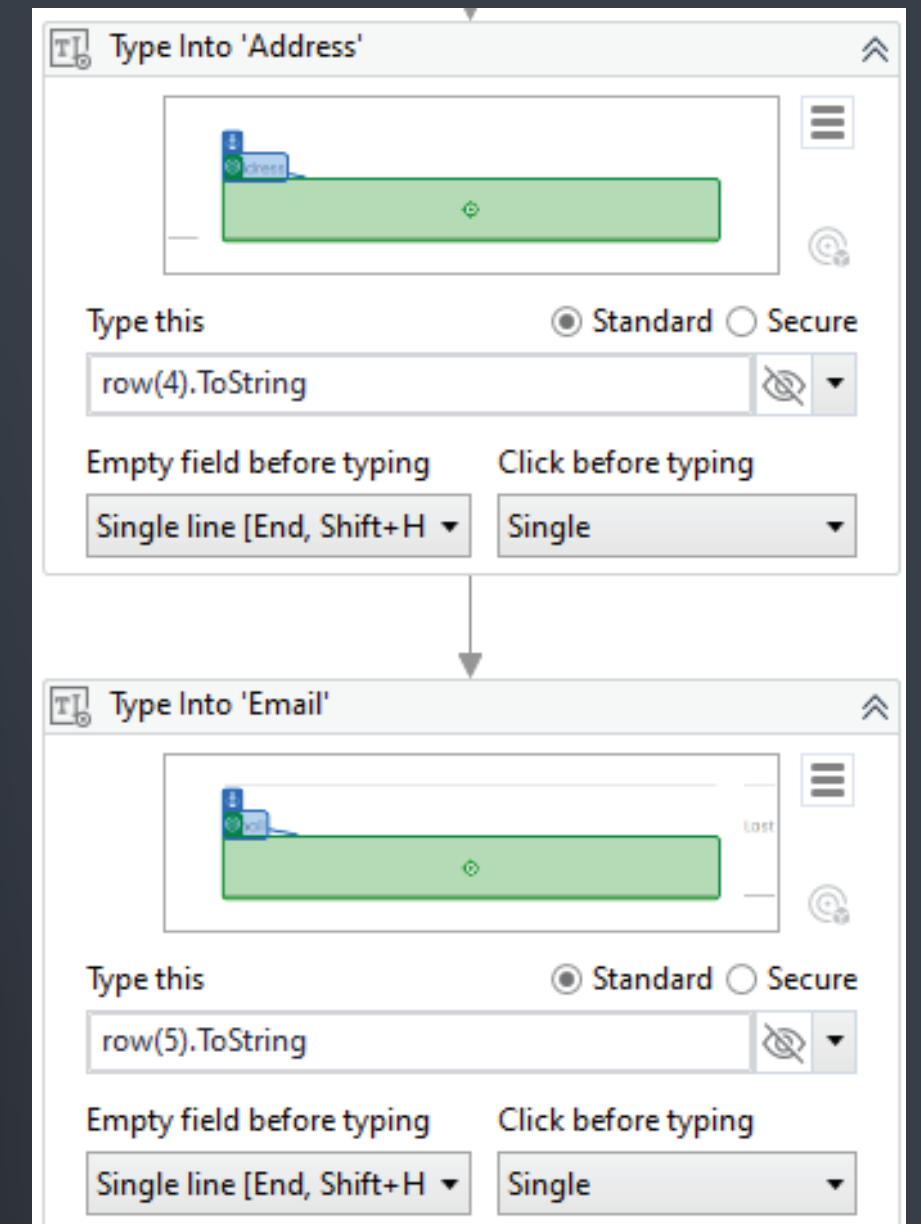 Type Into 'Address'
dress
Type this
Standard
Secure
row(4).ToString
Empty field before typing
Click before typing
Single line [End, Shift+H
Single
Type Into 'Email'
Lost
Type this
Standard
Secure
row(5).ToString
Empty field before typing
Click before typing
Single line [End, Shift+H
Single